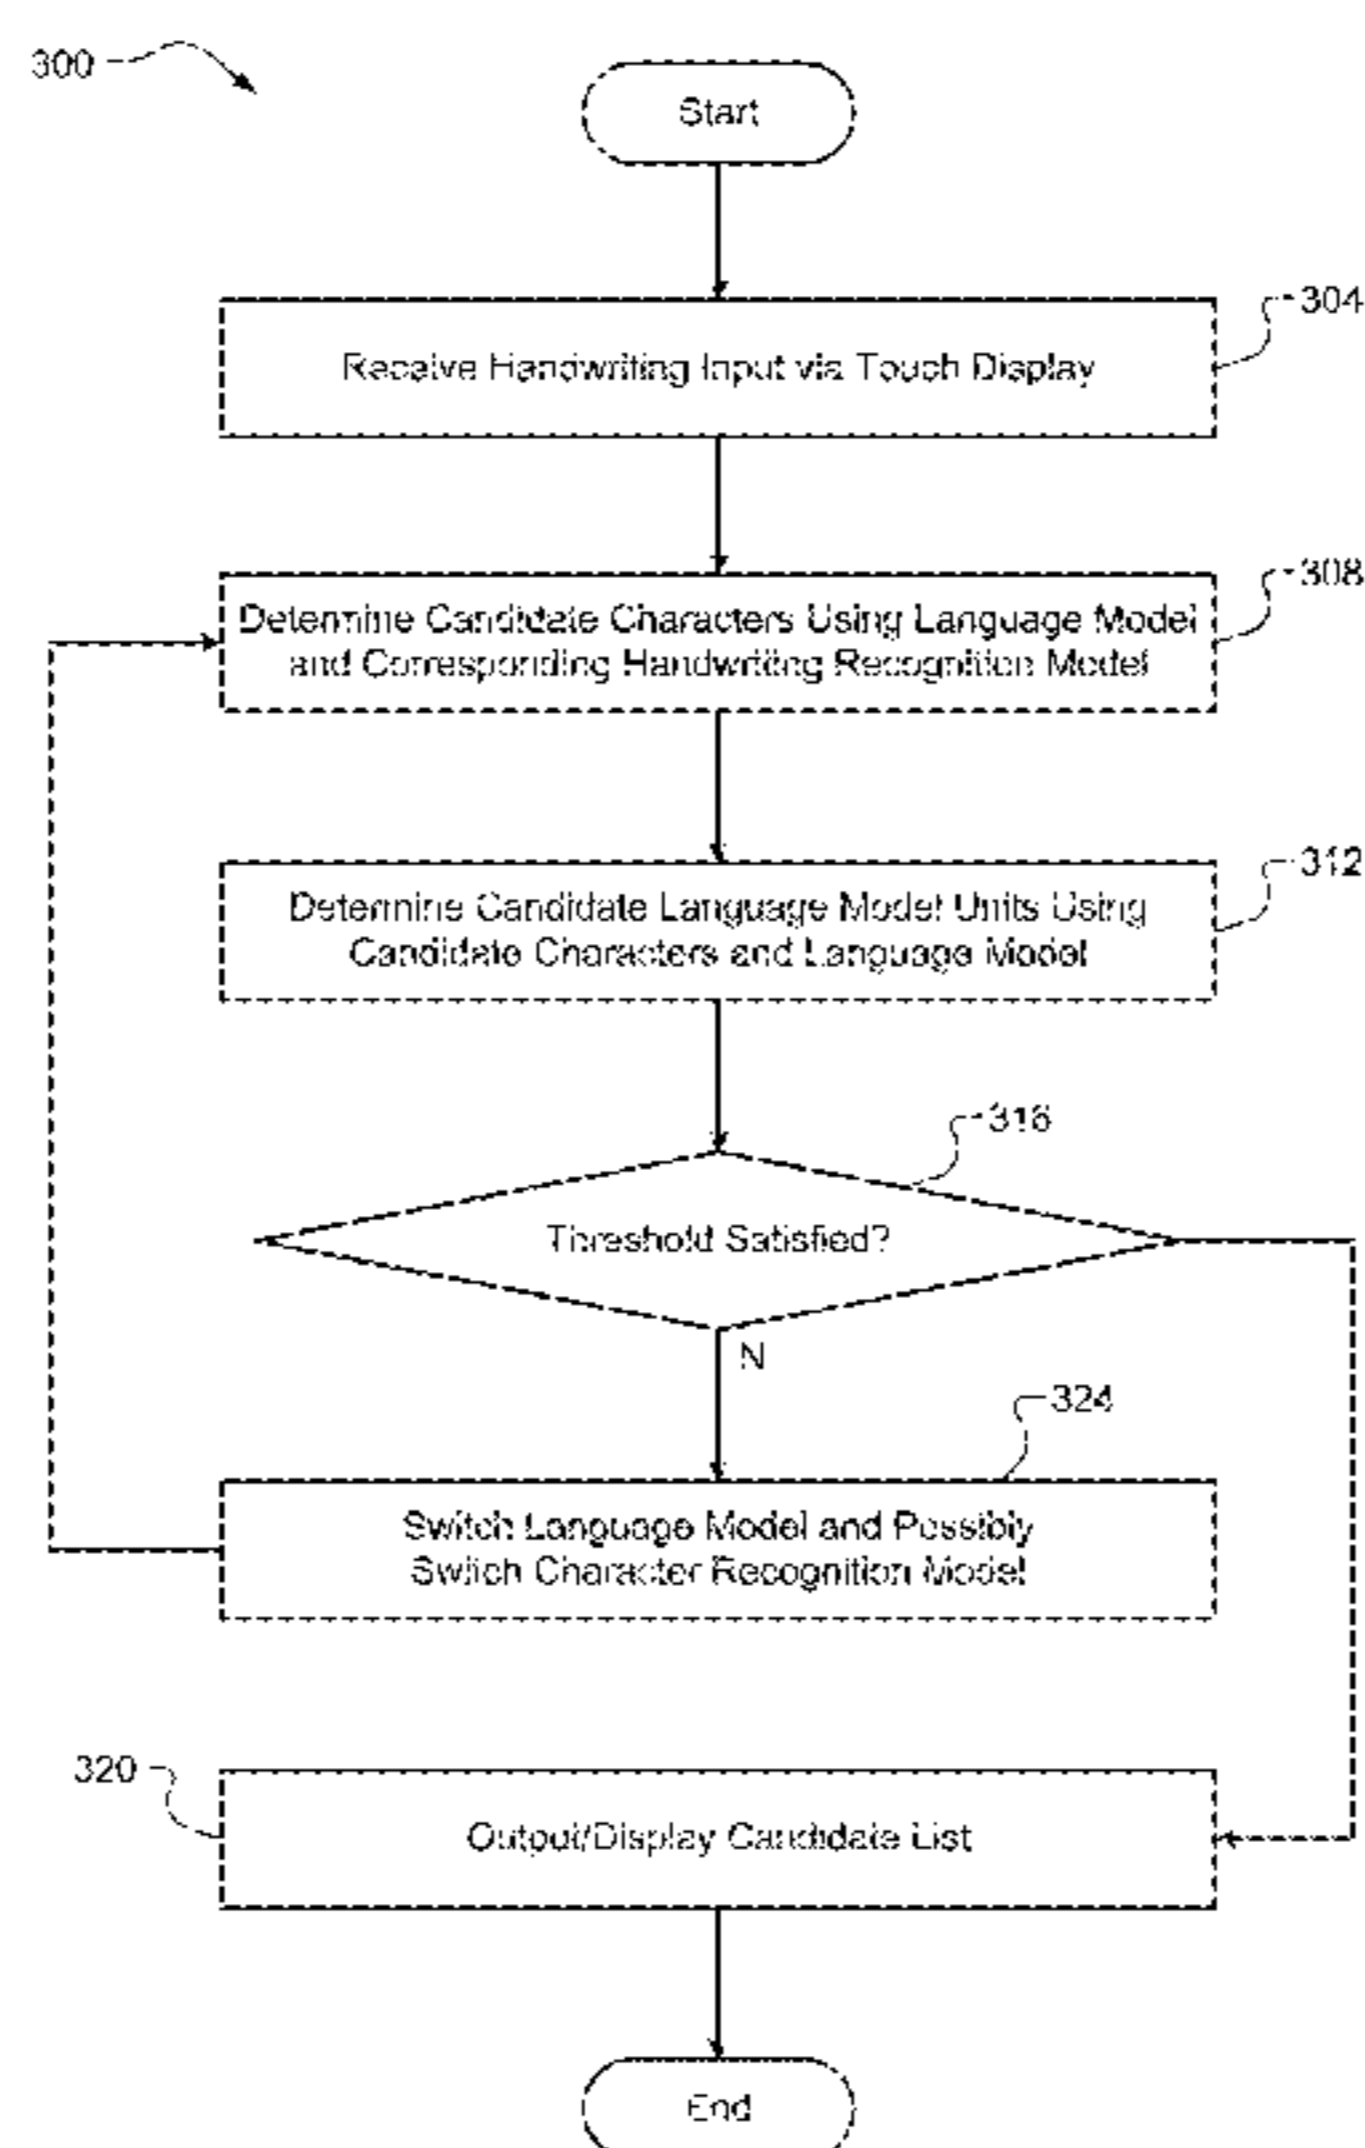 300
Start
304
Receive Handwriting Input via Touch Display
308
Determine Candidate Characters Using Language Model
and Corresponding Handwriting Recognition Model
312
Determine Candidate Language Model Units Using
Candidate Characters and Language Model
316
Threshold Satisfied?
N
324
Switch Language Model and Possibly
Switch Character Recognition Model
320
Output/Display Candidate List
End